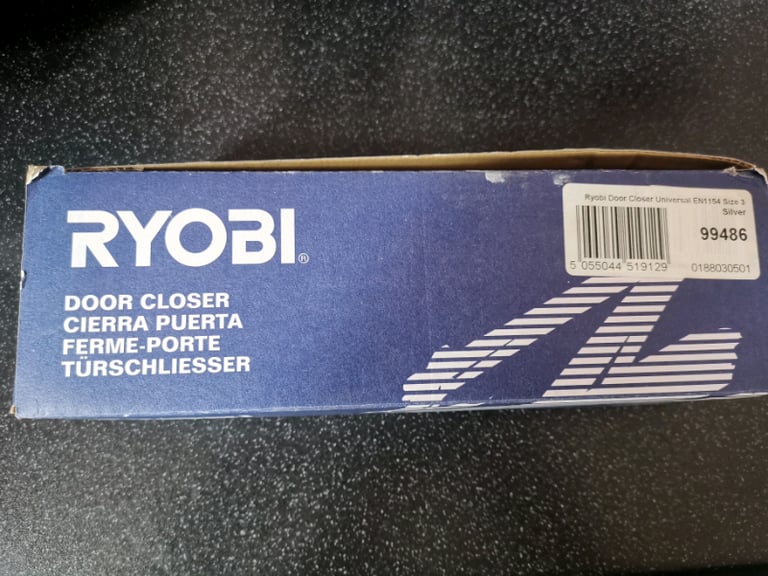 RYOBI®
DOOR CLOSER
CIERRA PUERTA
FERME-PORTE
TÜRSCHLIESSER
Ryobi Door Closer Universal EN1154 Size 3
Silver
99486
5 055044 519129
0188030501